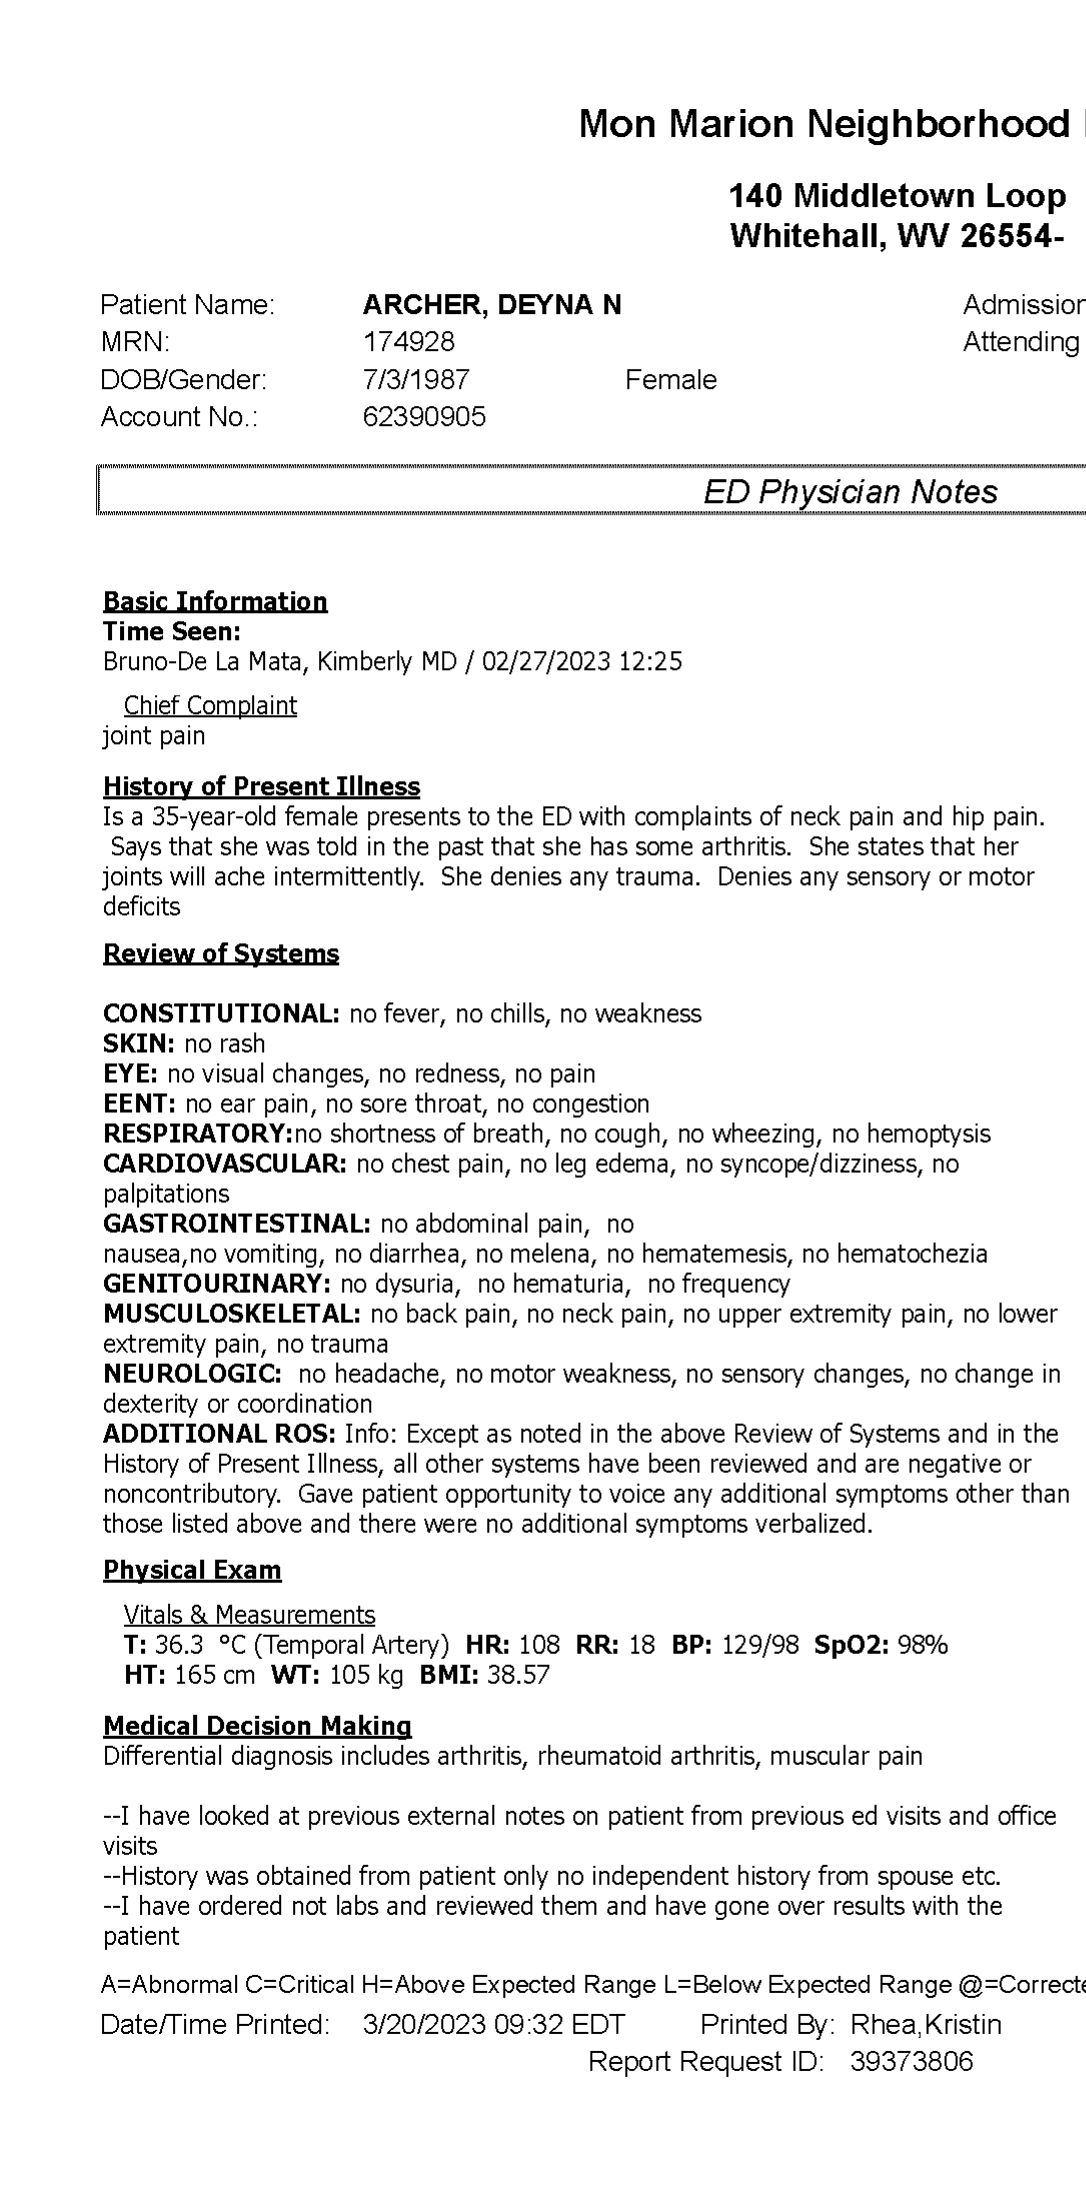 Mon Marion Neighborhood
140 Middletown Loop
Whitehall, WV 26554-
Patient Name: ARCHER, DEYNA N Admission
MRN: 174928 Attending
DOB/Gender: 7/3/1987 Female
Account No.: 62390905
ED Physician Notes
Basic Information
Time Seen:
Bruno-De La Mata, Kimberly MD / 02/27/2023 12:25
Chief Complaint
joint pain
History of Present Illness
Is a 35-year-old female presents to the ED with complaints of neck pain and hip pain.
Says that she was told in the past that she has some arthritis. She states that her
joints will ache intermittently. She denies any trauma. Denies any sensory or motor
deficits
Review of Systems
CONSTITUTIONAL: no fever, no chills, no weakness
SKIN: no rash
EYE: no visual changes, no redness, no pain
EENT: no ear pain, no sore throat, no congestion
RESPIRATORY:no shortness of breath, no cough, no wheezing, no hemoptysis
CARDIOVASCULAR: no chest pain, no leg edema, no syncope/dizziness, no
palpitations
GASTROINTESTINAL: no abdominal pain, no
nausea,no vomiting, no diarrhea, no melena, no hematemesis, no hematochezia
GENITOURINARY: no dysuria, no hematuria, no frequency
MUSCULOSKELETAL: no back pain, no neck pain, no upper extremity pain, no lower
extremity pain, no trauma
NEUROLOGIC: no headache, no motor weakness, no sensory changes, no change in
dexterity or coordination
ADDITIONAL ROS: Info: Except as noted in the above Review of Systems and in the
History of Present Illness, all other systems have been reviewed and are negative or
noncontributory. Gave patient opportunity to voice any additional symptoms other than
those listed above and there were no additional symptoms verbalized.
Physical Exam
Vitals & Measurements
T: 36.3 °C (Temporal Artery) HR: 108 RR: 18 BP: 129/98 SpO2: 98%
HT: 165 cm WT: 105 kg BMI: 38.57
Medical Decision Making
Differential diagnosis includes arthritis, rheumatoid arthritis, muscular pain
--I have looked at previous external notes on patient from previous ed visits and office
visits
--History was obtained from patient only no independent history from spouse etc.
--I have ordered not labs and reviewed them and have gone over results with the
patient
A=Abnormal C=Critical H=Above Expected Range L=Below Expected Range @=Correcte
Date/Time Printed: 3/20/2023 09:32 EDT Printed By: Rhea,Kristin
Report Request ID: 39373806